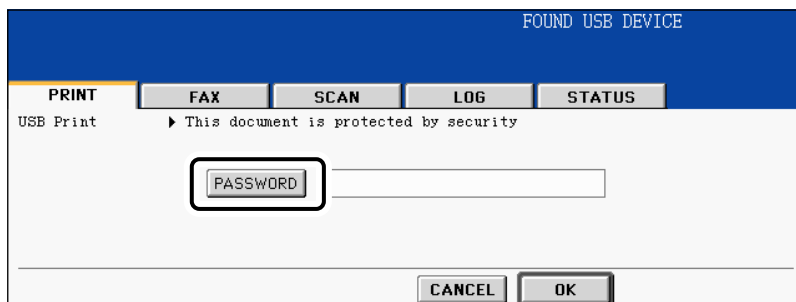 FOUND USB DEVICE
PRINT FAX SCAN LOG STATUS
USB Print ▶ This document is protected by security
PASSWORD
CANCEL OK